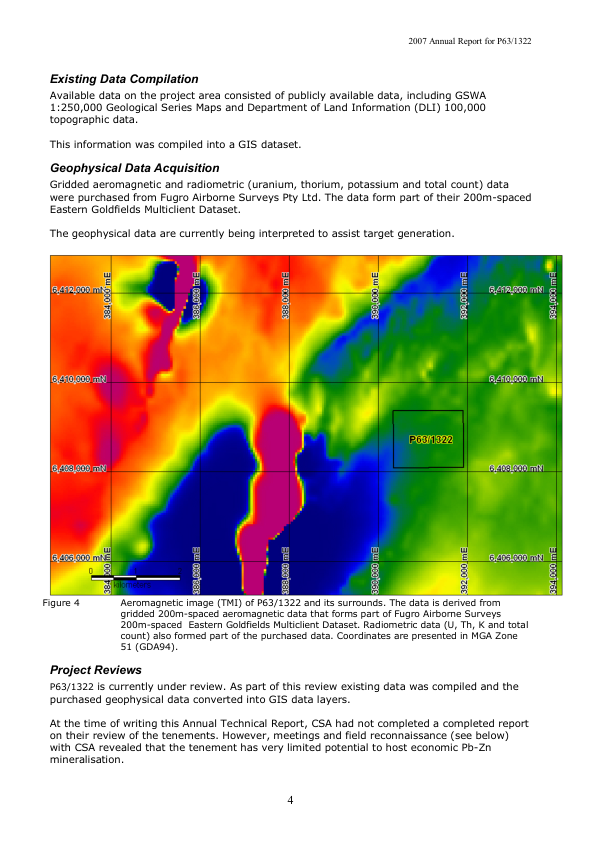 2007 Annual Report for P63/1322
Existing Data Compilation
Available data on the project area consisted of publicly available data, including GSWA
1:250,000 Geological Series Maps and Department of Land Information (DLI) 100,000
topographic data.
This information was compiled into a GIS dataset.
Geophysical Data Acquisition
Gridded aeromagnetic and radiometric (uranium, thorium, potassium and total count) data
were purchased from Fugro Airborne Surveys Pty Ltd. The data form part of their 200m-spaced
Eastern Goldfields Multiclient Dataset.
The geophysical data are currently being interpreted to assist target generation.
384,000 mE
386,000 mE
388,000 mE
390,000 mE
392,000 mE
394,000 mE
6,412,000 mN
6,412,000 mN
6,410,000 mN
6,410,000 mN
P63/1322
6,408,000 mN
6,408,000 mN
6,406,000 mN
6,406,000 mN
0
384,000 mE
386,000 mE
388,000 mE
390,000 mE
392,000 mE
394,000 mE
Figure 4 Aeromagnetic image (TMI) of P63/1322 and its surrounds. The data is derived from
gridded 200m-spaced aeromagnetic data that forms part of Fugro Airborne Surveys
200m-spaced Eastern Goldfields Multiclient Dataset. Radiometric data (U, Th, K and total
count) also formed part of the purchased data. Coordinates are presented in MGA Zone
51 (GDA94).
Project Reviews
P63/1322 is currently under review. As part of this review existing data was compiled and the
purchased geophysical data converted into GIS data layers.
At the time of writing this Annual Technical Report, CSA had not completed a completed report
on their review of the tenements. However, meetings and field reconnaissance (see below)
with CSA revealed that the tenement has very limited potential to host economic Pb-Zn
mineralisation.
4